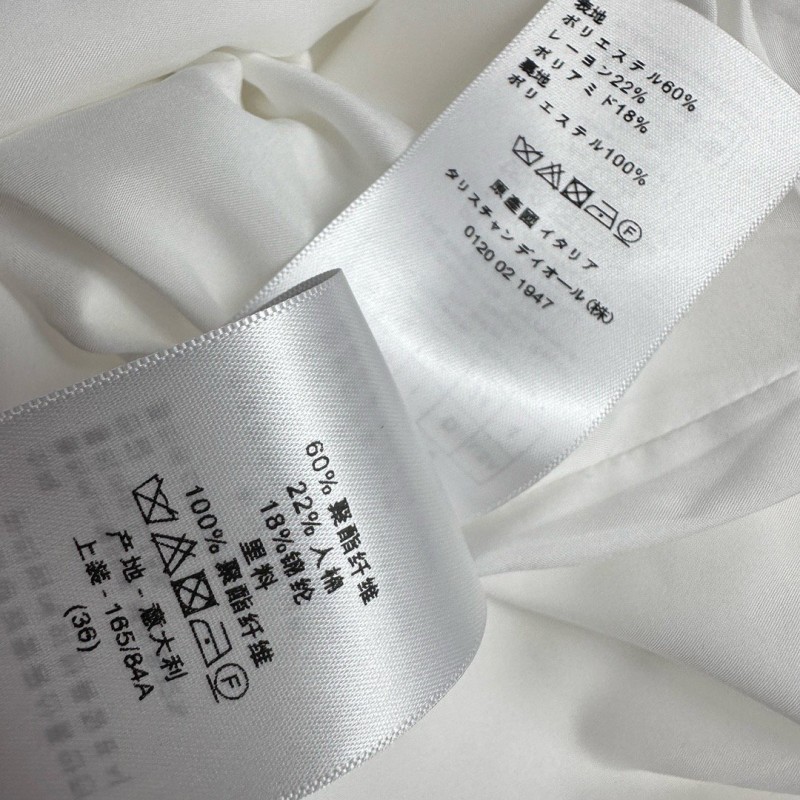 表地
ポリエステル60%
レーヨン22%
ポリアミド18%
裏地
ポリエステル100%
F
原產國 イタリア
タリスチャン ディオール(株)
0120 02 1947
60% 聚酯纤维
22% 人棉
18%锦纶
里料
100% 聚酯纤维
F
产地 - 意大利
上装 - 165/84A
(36)